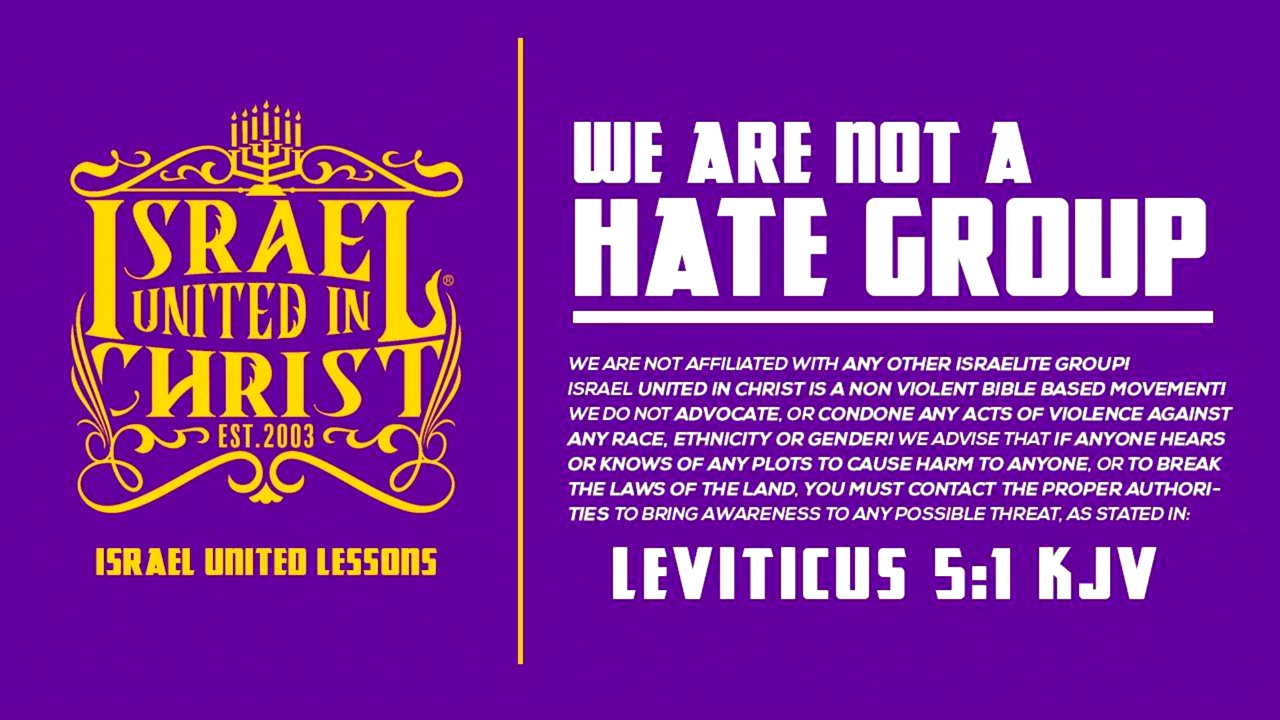 ISRAEL
UNITED IN
CHRIST
®
EST.2003
ISRAEL UNITED LESSONS
WE ARE NOT A
HATE GROUP
WE ARE NOT AFFILIATED WITH ANY OTHER ISRAELITE GROUP!
ISRAEL UNITED IN CHRIST IS A NON VIOLENT BIBLE BASED MOVEMENT!
WE DO NOT ADVOCATE, OR CONDONE ANY ACTS OF VIOLENCE AGAINST
ANY RACE, ETHNICITY OR GENDER! WE ADVISE THAT IF ANYONE HEARS
OR KNOWS OF ANY PLOTS TO CAUSE HARM TO ANYONE, OR TO BREAK
THE LAWS OF THE LAND, YOU MUST CONTACT THE PROPER AUTHORI-
TIES TO BRING AWARENESS TO ANY POSSIBLE THREAT, AS STATED IN:
LEVITICUS 5:1 KJV